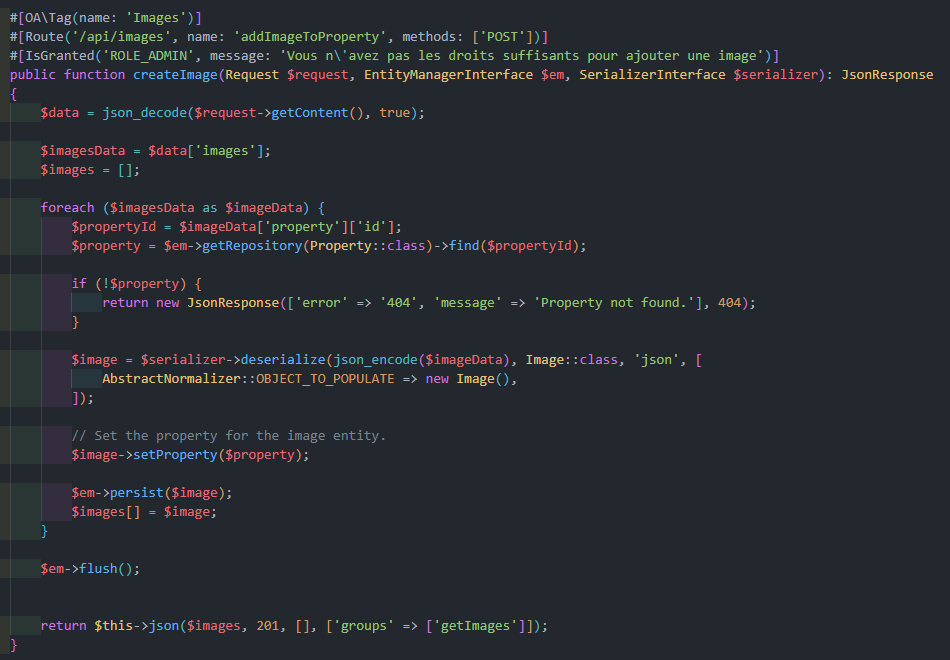 #[OA\Tag(name: 'Images')]
#[Route('/api/images', name: 'addImageToProperty', methods: ['POST'])]
#[IsGranted('ROLE_ADMIN', message: 'Vous n\'avez pas les droits suffisants pour ajouter une image')]
public function createImage(Request $request, EntityManagerInterface $em, SerializerInterface $serializer): JsonResponse
{
    $data = json_decode($request->getContent(), true);

    $imagesData = $data['images'];
    $images = [];

    foreach ($imagesData as $imageData) {
        $propertyId = $imageData['property']['id'];
        $property = $em->getRepository(Property::class)->find($propertyId);

        if (!$property) {
            return new JsonResponse(['error' => '404', 'message' => 'Property not found.'], 404);
        }

        $image = $serializer->deserialize(json_encode($imageData), Image::class, 'json', [
            AbstractNormalizer::OBJECT_TO_POPULATE => new Image(),
        ]);

        // Set the property for the image entity.
        $image->setProperty($property);

        $em->persist($image);
        $images[] = $image;
    }

    $em->flush();


    return $this->json($images, 201, [], ['groups' => ['getImages']]);
}